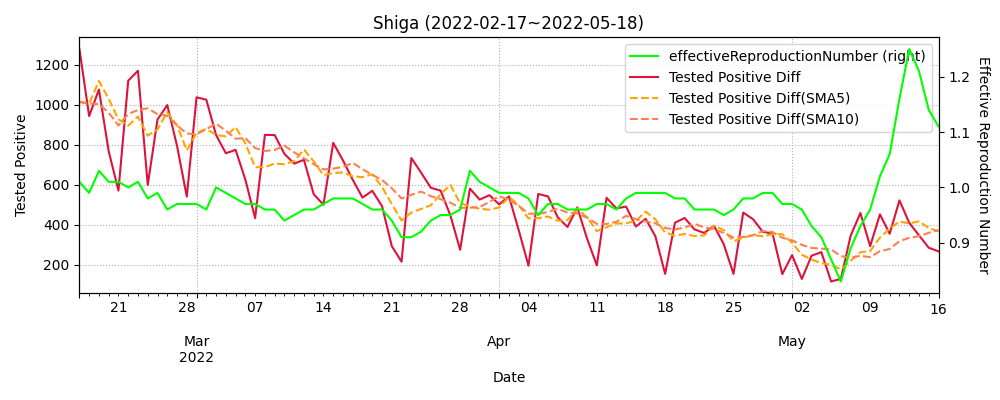 Shiga (2022-02-17~2022-05-18)
effectiveReproductionNumber (right)
Tested Positive Diff
Tested Positive Diff(SMA5)
Tested Positive Diff(SMA10)
Tested Positive
1200
1000
800
600
400
200
Effective Reproduction Number
1.2
1.1
1.0
0.9
21 28 07 14 21 28 04 11 18 25 02 09 16
Mar Apr May
2022
Date